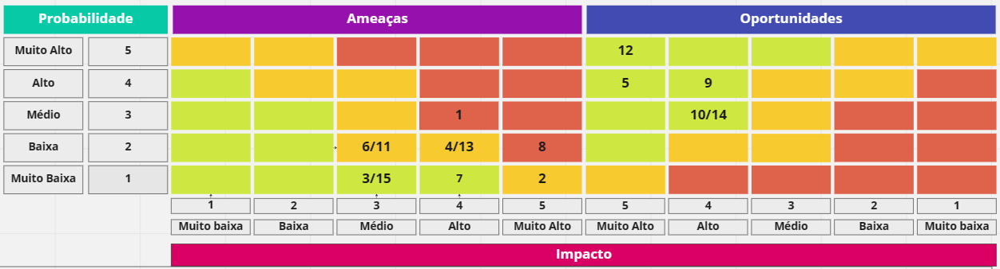 Probabilidade Ameaças Oportunidades
Muito Alto 5 12
Alto 4 5 9
Médio 3 1 10/14
Baixa 2 6/11 4/13 8
Muito Baixa 1 3/15 7 2
1 2 3 4 5 5 4 3 2 1
Muito baixa Baixa Médio Alto Muito Alto Muito Alto Alto Médio Baixa Muito baixa
Impacto